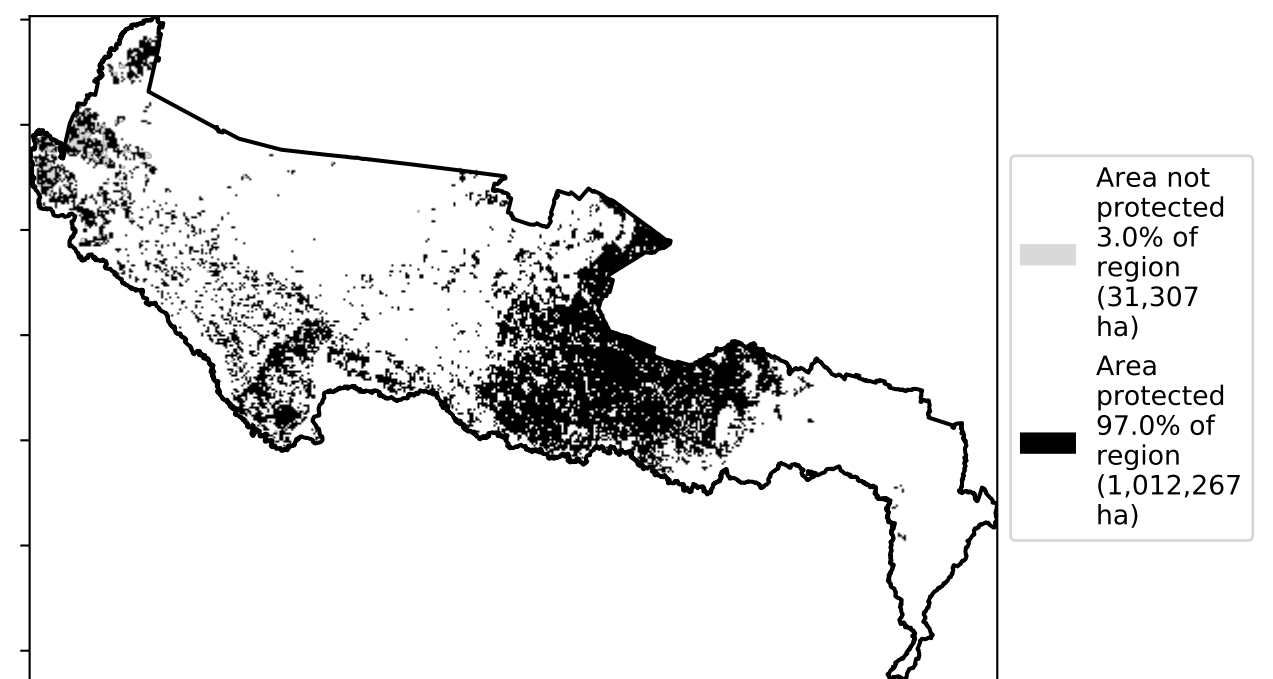 Area not
protected
3.0% of
region
(31,307
ha)
Area
protected
97.0% of
region
(1,012,267
ha)